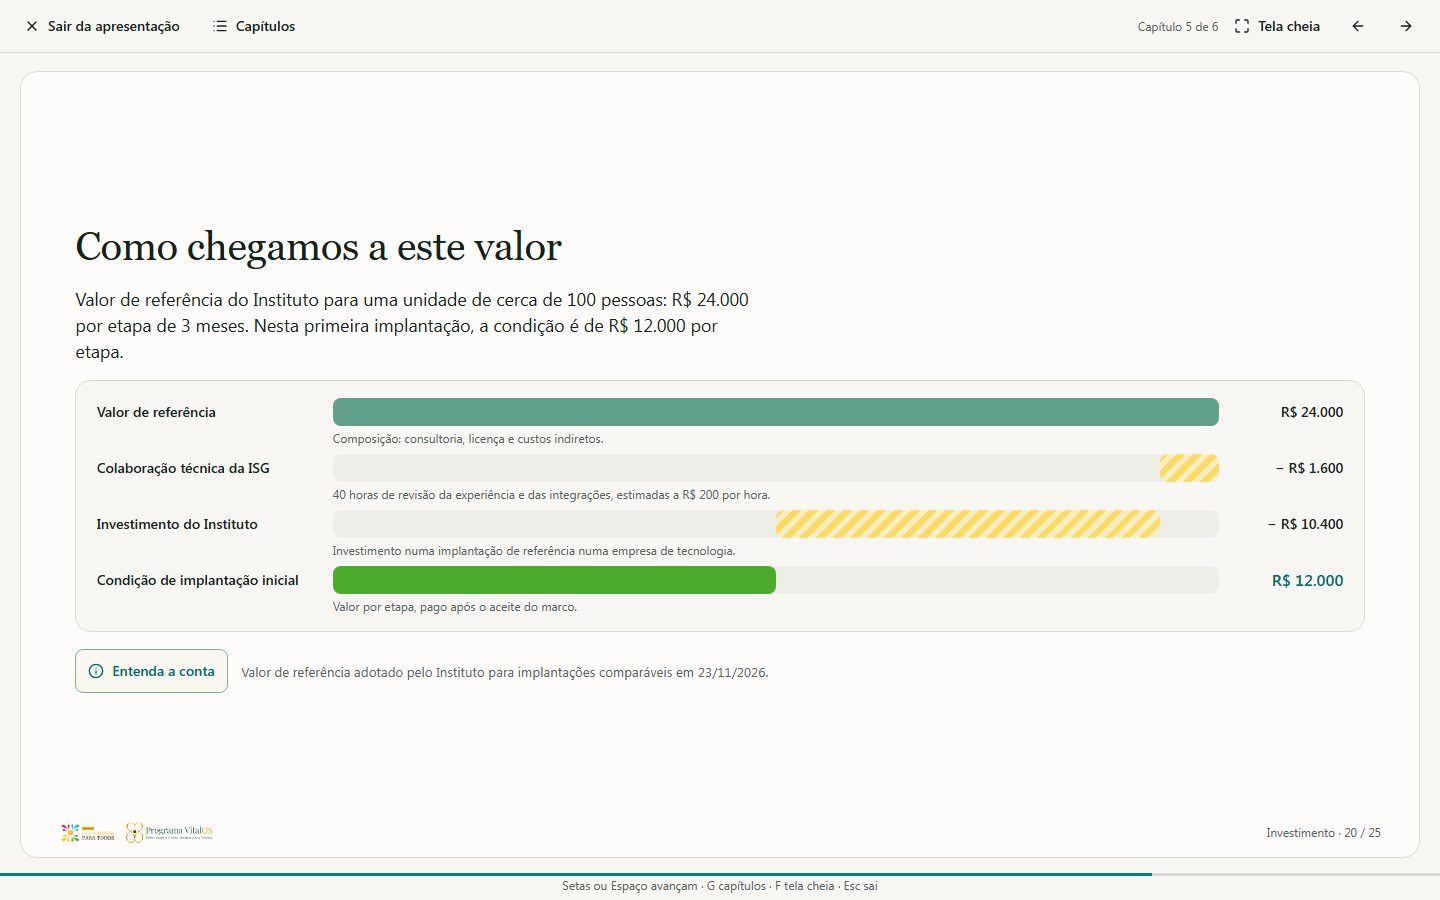 Sair da apresentação
Capítulos
Capítulo 5 de 6
Tela cheia
Como chegamos a este valor
Valor de referência do Instituto para uma unidade de cerca de 100 pessoas: R$ 24.000
por etapa de 3 meses. Nesta primeira implantação, a condição é de R$ 12.000 por
etapa.
Valor de referência
R$ 24.000
Composição: consultoria, licença e custos indiretos.
Colaboração técnica da ISG
− R$ 1.600
40 horas de revisão da experiência e das integrações, estimadas a R$ 200 por hora.
Investimento do Instituto
− R$ 10.400
Investimento numa implantação de referência numa empresa de tecnologia.
Condição de implantação inicial
R$ 12.000
Valor por etapa, pago após o aceite do marco.
Entenda a conta
Valor de referência adotado pelo Instituto para implantações comparáveis em 23/11/2026.
PARA TODOS
Programa VitalOS
Investimento · 20 / 25
Setas ou Espaço avançam · G capítulos · F tela cheia · Esc sai